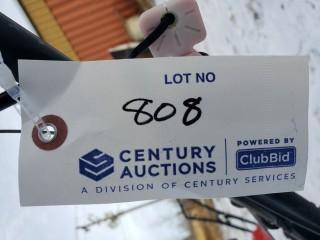 LOT NO
808
CENTURY AUCTIONS
A DIVISION OF CENTURY SERVICES
POWERED BY
ClubBid